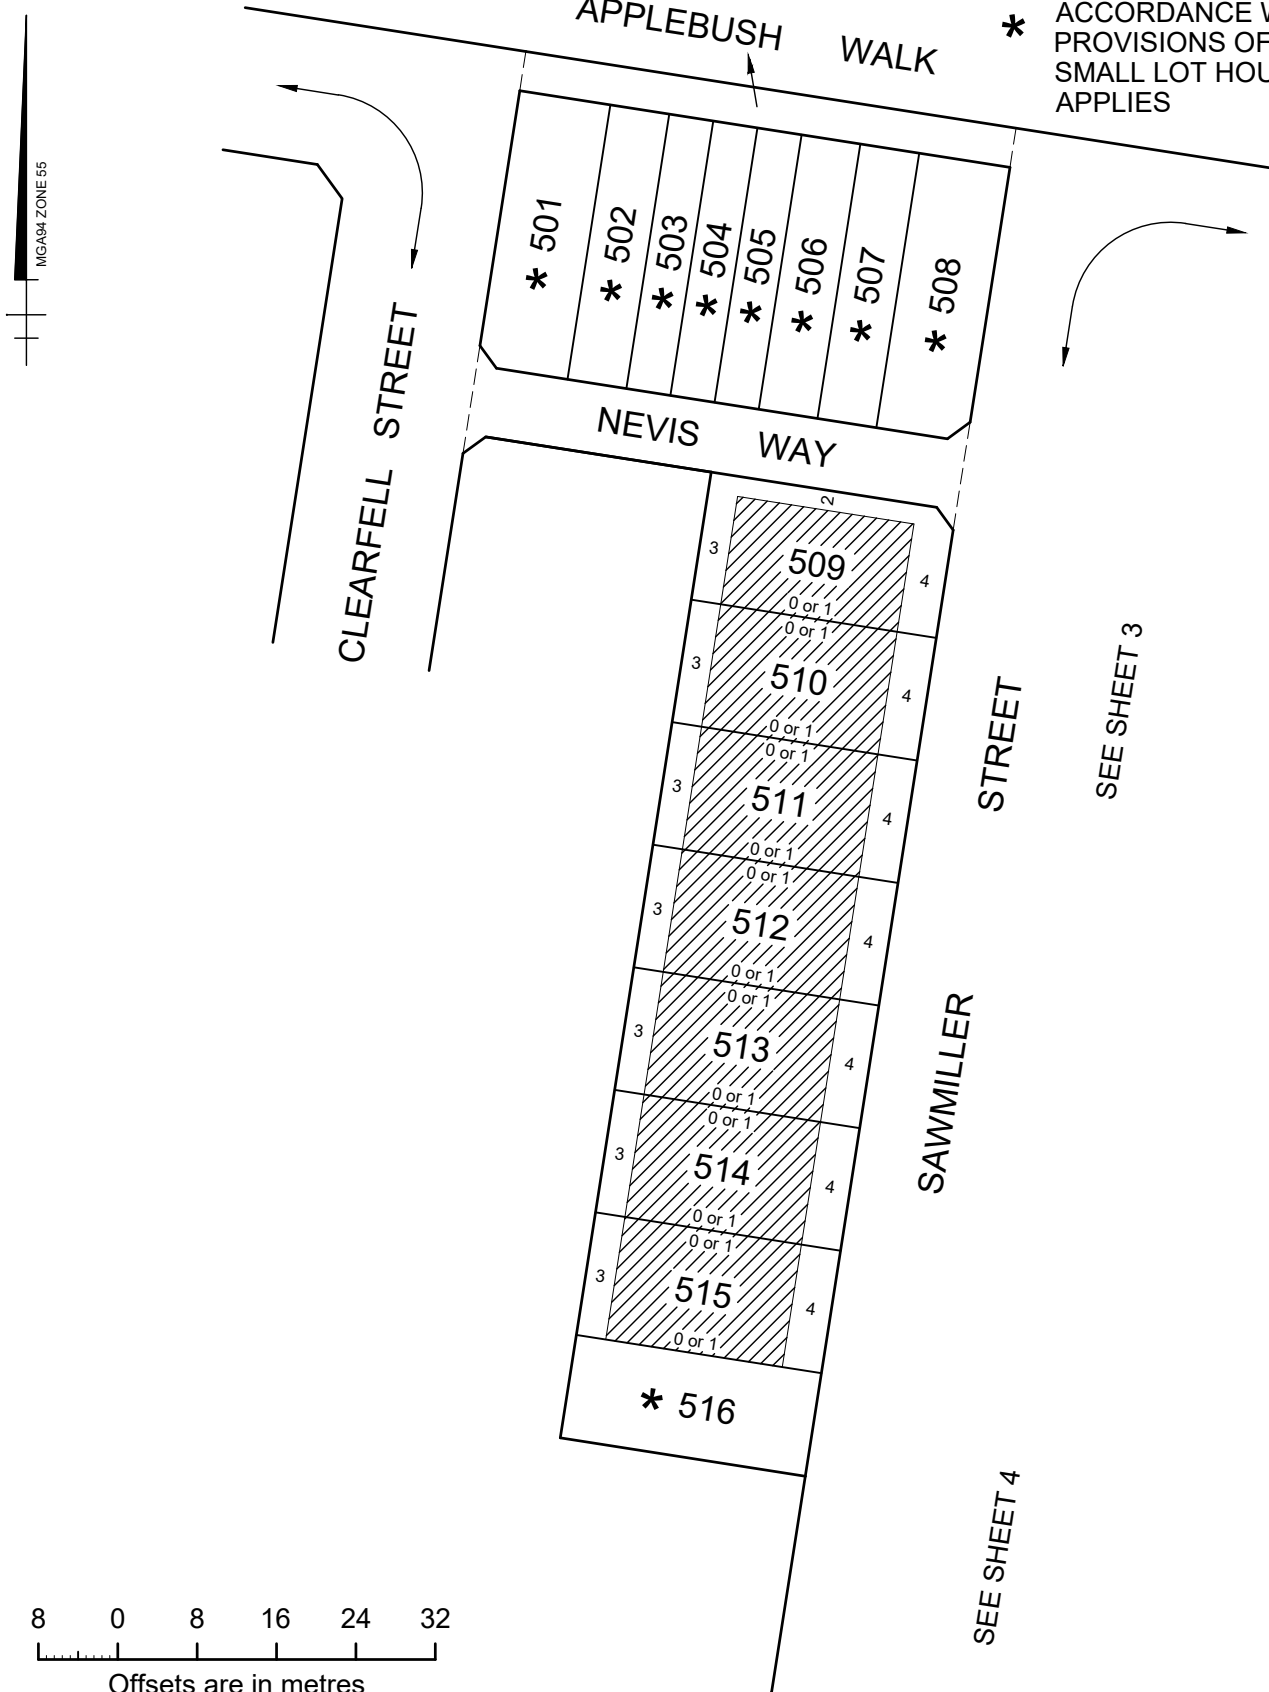 APPLEBUSH WALK
* ACCORDANCE W
PROVISIONS OF
SMALL LOT HOU
APPLIES
MGA94 ZONE 55
* 501
* 502
* 503
* 504
* 505
* 506
* 507
* 508
CLEARFELL STREET
NEVIS WAY
2
3
509
4
0 or 1
0 or 1
3
510
4
0 or 1
0 or 1
3
511
4
0 or 1
0 or 1
3
512
4
0 or 1
0 or 1
3
513
4
0 or 1
0 or 1
3
514
4
0 or 1
0 or 1
3
515
4
0 or 1
* 516
SAWMILLER STREET
SEE SHEET 3
SEE SHEET 4
8 0 8 16 24 32
Offsets are in metres